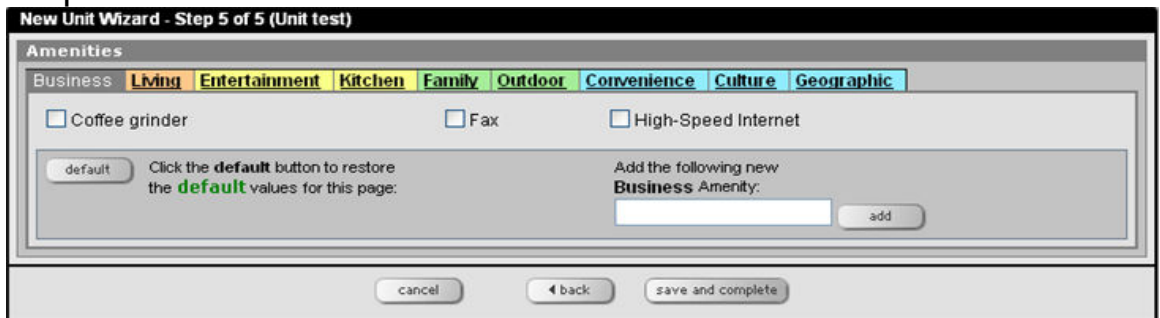 New Unit Wizard - Step 5 of 5 (Unit test)
Amenities
Business Living Entertainment Kitchen Family Outdoor Convenience Culture Geographic
Coffee grinder Fax High-Speed Internet
default Click the default button to restore
the default values for this page:
Add the following new
Business Amenity:
add
cancel back save and complete